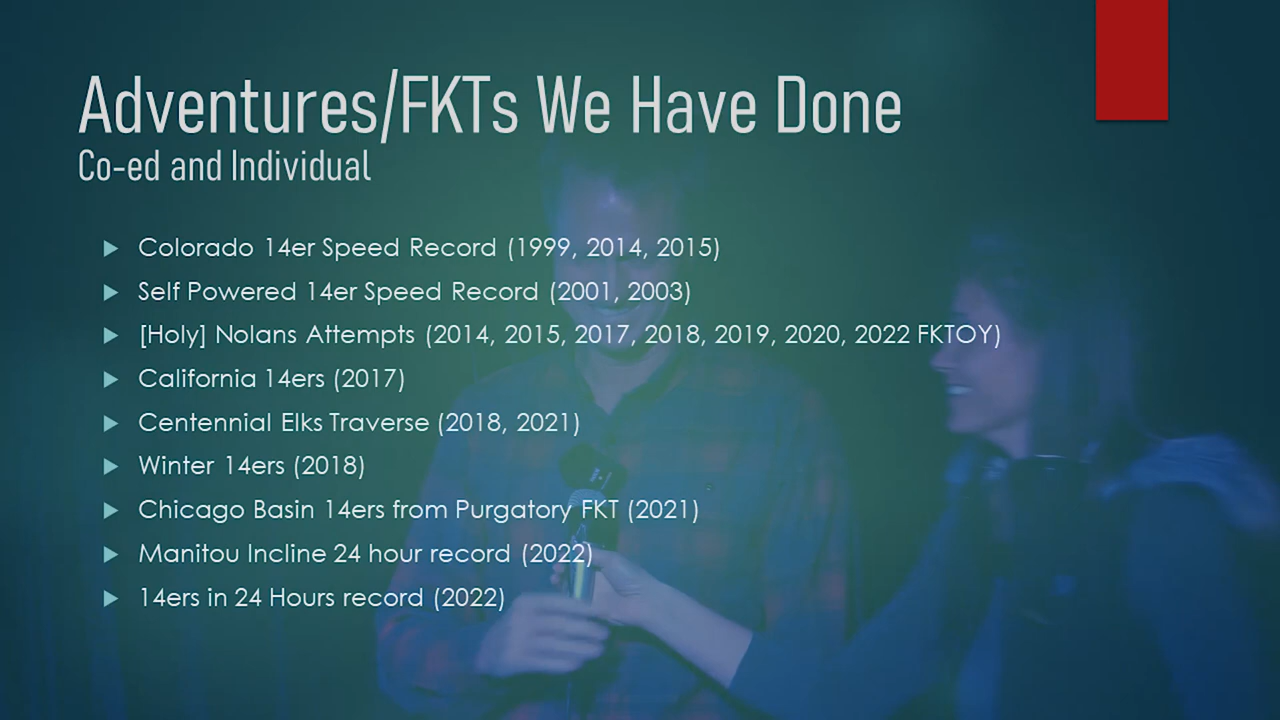 Adventures/FKTs We Have Done
Co-ed and Individual
Colorado 14er Speed Record (1999, 2014, 2015)
Self Powered 14er Speed Record (2001, 2003)
[Holy] Nolans Attempts (2014, 2015, 2017, 2018, 2019, 2020, 2022 FKTOY)
California 14ers (2017)
Centennial Elks Traverse (2018, 2021)
Winter 14ers (2018)
Chicago Basin 14ers from Purgatory FKT (2021)
Manitou Incline 24 hour record (2022)
14ers in 24 Hours record (2022)